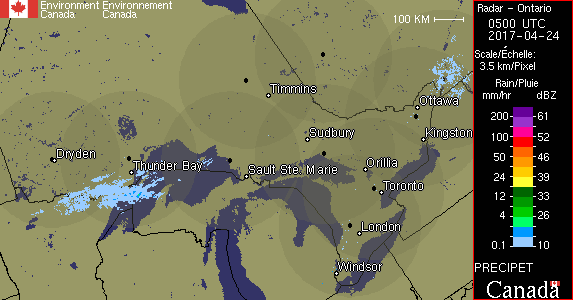 Environment Environnement
Canada Canada
100 KM
Timmins
Ottawa
Sudbury
Kingston
Dryden
Thunder Bay
Sault Ste. Marie
Orillia
Toronto
London
Windsor
Radar - Ontario
0500 UTC
2017-04-24
Scale/Échelle:
3.5 km/Pixel
Rain/Pluie
mm/hr dBZ
200 61
100 52
50 46
24 39
12 33
4 26
0.1 10
PRECIPET
Canada